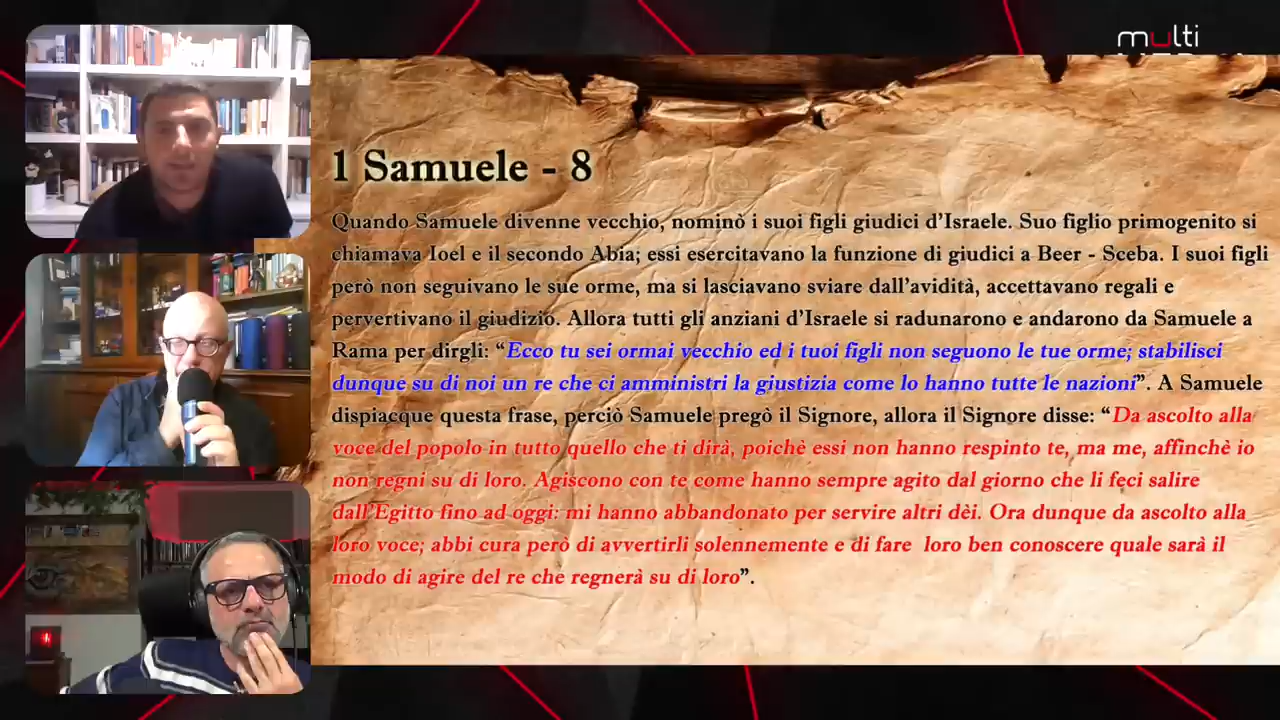 multi
1 Samuele - 8
Quando Samuele divenne vecchio, nominò i suoi figli giudici d'Israele. Suo figlio primogenito si
chiamava Ioel e il secondo Abia; essi esercitavano la funzione di giudici a Beer - Sceba. I suoi figli
però non seguivano le sue orme, ma si lasciavano sviare dall'avidità, accettavano regali e
pervertivano il giudizio. Allora tutti gli anziani d'Israele si radunarono e andarono da Samuele a
Rama per dirgli: “Ecco tu sei ormai vecchio ed i tuoi figli non seguono le tue orme; stabilisci
dunque su di noi un re che ci amministri la giustizia come lo hanno tutte le nazioni”. A Samuele
dispiacque questa frase, perciò Samuele pregò il Signore, allora il Signore disse: “Da ascolto alla
voce del popolo in tutto quello che ti dirà, poichè essi non hanno respinto te, ma me, affinchè io
non regni su di loro. Agiscono con te come hanno sempre agito dal giorno che li feci salire
dall'Egitto fino ad oggi: mi hanno abbandonato per servire altri dèi. Ora dunque da ascolto alla
loro voce; abbi cura però di avvertirli solennemente e di fare loro ben conoscere quale sarà il
modo di agire del re che regnerà su di loro”.